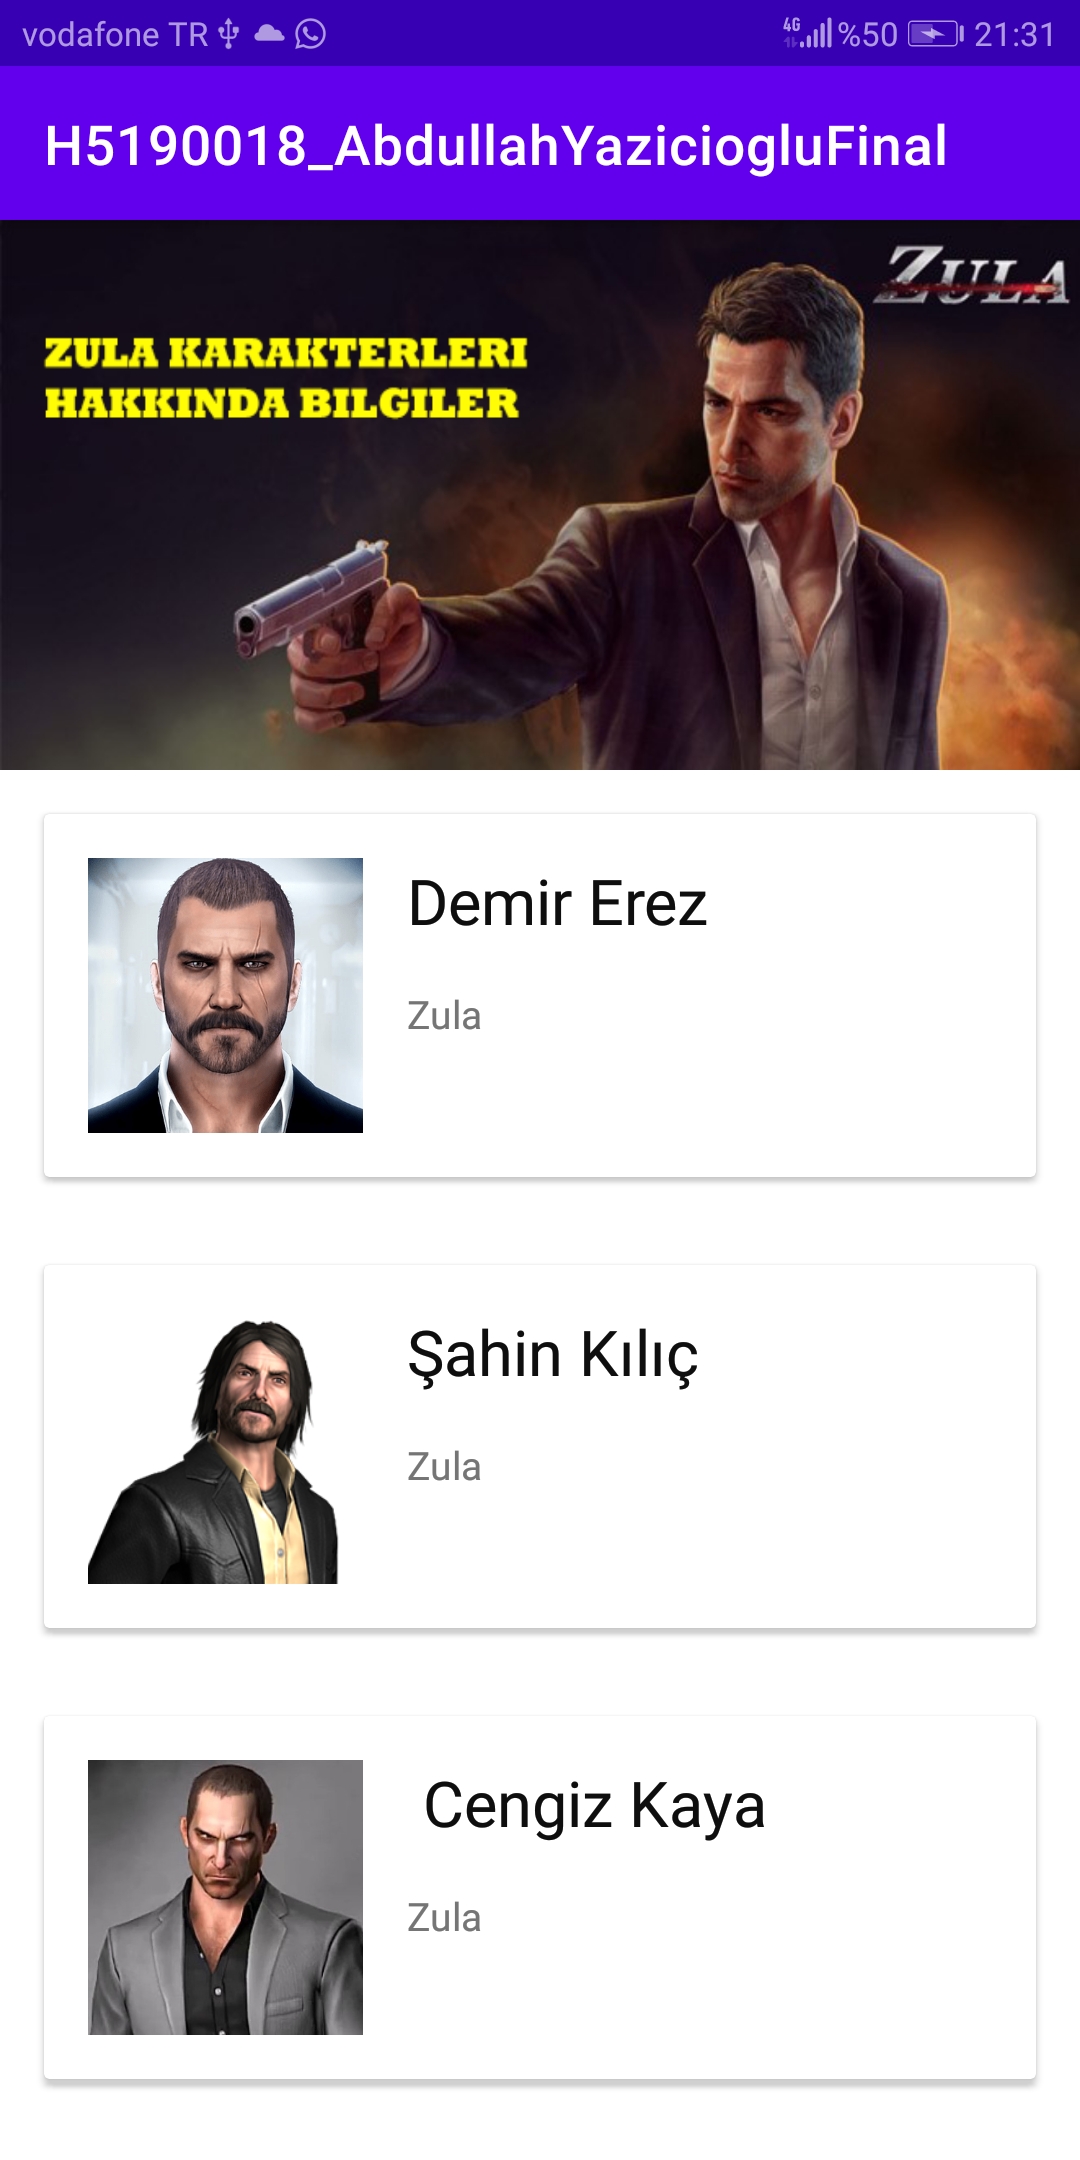 vodafone TR 4G %50 21:31
H5190018_AbdullahYaziciogluFinal
ZULA
ZULA KARAKTERLERI
HAKKINDA BILGILER
Demir Erez
Zula
Şahin Kılıç
Zula
Cengiz Kaya
Zula